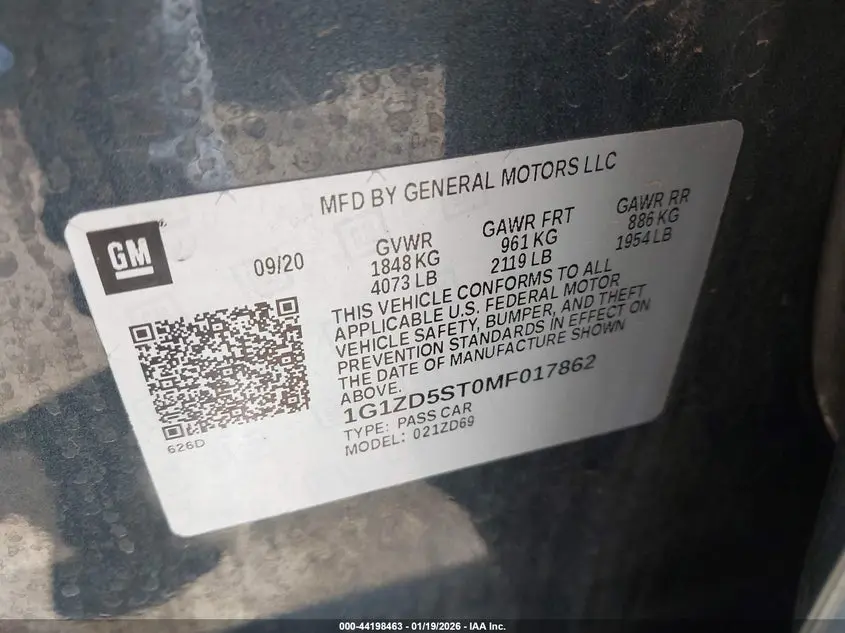 MFD BY GENERAL MOTORS LLC
GM
09/20
GVWR
1848 KG
4073 LB
GAWR FRT
961 KG
2119 LB
GAWR RR
886 KG
1954 LB
THIS VEHICLE CONFORMS TO ALL
APPLICABLE U.S. FEDERAL MOTOR
VEHICLE SAFETY, BUMPER, AND THEFT
PREVENTION STANDARDS IN EFFECT ON
THE DATE OF MANUFACTURE SHOWN
ABOVE.
1G1ZD5ST0MF017862
TYPE: PASS CAR
MODEL: 021ZD69
626D
000-44198463 - 01/19/2026 - IAA Inc.